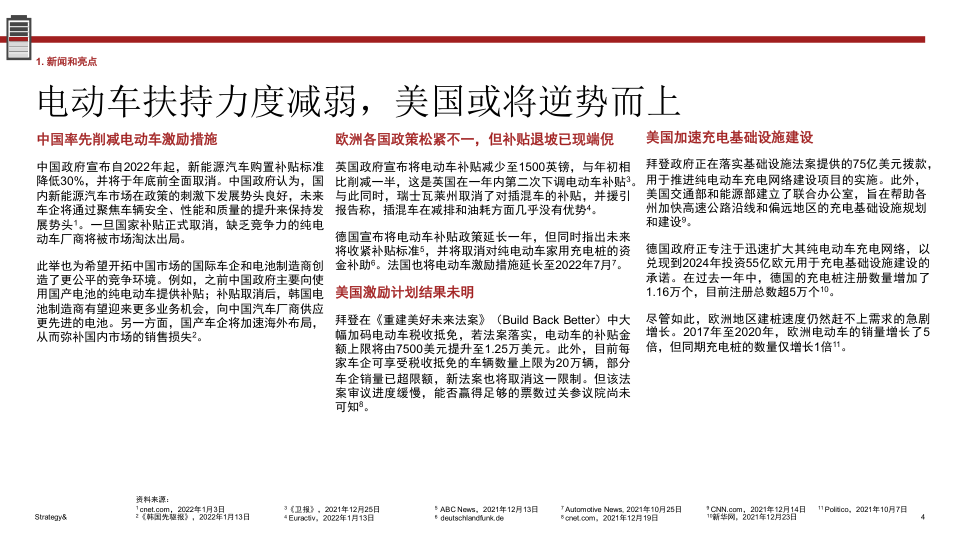 1. 新闻和亮点
电动车扶持力度减弱，美国或将逆势而上
中国率先削减电动车激励措施
中国政府宣布自2022年起，新能源汽车购置补贴标准
降低30%，并将于年底前全面取消。中国政府认为，国
内新能源汽车市场在政策的刺激下发展势头良好，未来
车企将通过聚焦车辆安全、性能和质量的提升来保持发
展势头¹。一旦国家补贴正式取消，缺乏竞争力的纯电
动车厂商将被市场淘汰出局。
此举也为希望开拓中国市场的国际车企和电池制造商创
造了更公平的竞争环境。例如，之前中国政府主要向使
用国产电池的纯电动车提供补贴；补贴取消后，韩国电
池制造商有望迎来更多业务机会，向中国汽车厂商供应
更先进的电池。另一方面，国产车企将加速海外布局，
从而弥补国内市场的销售损失²。
欧洲各国政策松紧不一，但补贴退坡已现端倪
英国政府宣布将电动车补贴减少至1500英镑，与年初相
比削减一半，这是英国在一年内第二次下调电动车补贴³。
与此同时，瑞士瓦莱州取消了对插混车的补贴，并援引
报告称，插混车在减排和油耗方面几乎没有优势⁴。
德国宣布将电动车补贴政策延长一年，但同时指出未来
将收紧补贴标准⁵，并将取消对纯电动车家用充电桩的资
金补助⁶。法国也将电动车激励措施延长至2022年7月⁷。
美国激励计划结果未明
拜登在《重建美好未来法案》（Build Back Better）中大
幅加码电动车税收抵免，若法案落实，电动车的补贴金
额上限将由7500美元提升至1.25万美元。此外，目前每
家车企可享受税收抵免的车辆数量上限为20万辆，部分
车企销量已超限额，新法案也将取消这一限制。但该法
案审议进度缓慢，能否赢得足够的票数过关参议院尚未
可知⁸。
美国加速充电基础设施建设
拜登政府正在落实基础设施法案提供的75亿美元拨款，
用于推进纯电动车充电网络建设项目的实施。此外，
美国交通部和能源部建立了联合办公室，旨在帮助各
州加快高速公路沿线和偏远地区的充电基础设施规划
和建设⁹。
德国政府正专注于迅速扩大其纯电动车充电网络，以
兑现到2024年投资55亿欧元用于充电基础设施建设的
承诺。在过去一年中，德国的充电桩注册数量增加了
1.16万个，目前注册总数超5万个¹⁰。
尽管如此，欧洲地区建桩速度仍然赶不上需求的急剧
增长。2017年至2020年，欧洲电动车的销量增长了5
倍，但同期充电桩的数量仅增长1倍¹¹。
资料来源：
¹ cnet.com，2022年1月3日
²《韩国先驱报》，2022年1月13日
³《卫报》，2021年12月25日
⁴ Euractiv，2022年1月13日
⁵ ABC News，2021年12月13日
⁶ deutschlandfunk.de
⁷ Automotive News, 2021年10月25日
⁸ cnet.com，2021年12月19日
⁹ CNN.com，2021年12月14日
¹⁰新华网，2021年12月23日
¹¹ Politico，2021年10月7日
Strategy&
4